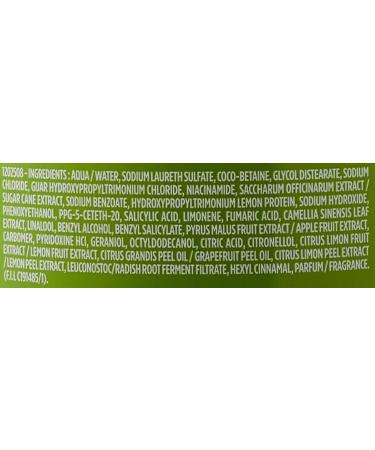 1202508 - INGREDIENTS : AQUA / WATER, SODIUM LAURETH SULFATE, COCO-BETAINE, GLYCOL DISTEARATE, SODIUM
CHLORIDE, GUAR HYDROXYPROPYLTRIMONIUM CHLORIDE, NIACINAMIDE, SACCHARUM OFFICINARUM EXTRACT /
SUGAR CANE EXTRACT, SODIUM BENZOATE, HYDROXYPROPYLTRIMONIUM LEMON PROTEIN, SODIUM HYDROXIDE,
PHENOXYETHANOL, PPG-5-CETETH-20, SALICYLIC ACID, LIMONENE, FUMARIC ACID, CAMELLIA SINENSIS LEAF
EXTRACT, LINALOOL, BENZYL ALCOHOL, BENZYL SALICYLATE, PYRUS MALUS FRUIT EXTRACT / APPLE FRUIT EXTRACT,
CARBOMER, PYRIDOXINE HCI, GERANIOL, OCTYLDODECANOL, CITRIC ACID, CITRONELLOL, CITRUS LIMON FRUIT
EXTRACT / LEMON FRUIT EXTRACT, CITRUS GRANDIS PEEL OIL / GRAPEFRUIT PEEL OIL, CITRUS LIMON PEEL EXTRACT
/ LEMON PEEL EXTRACT, LEUCONOSTOC/RADISH ROOT FERMENT FILTRATE, HEXYL CINNAMAL, PARFUM / FRAGRANCE.
(F.I.L C191485/1).